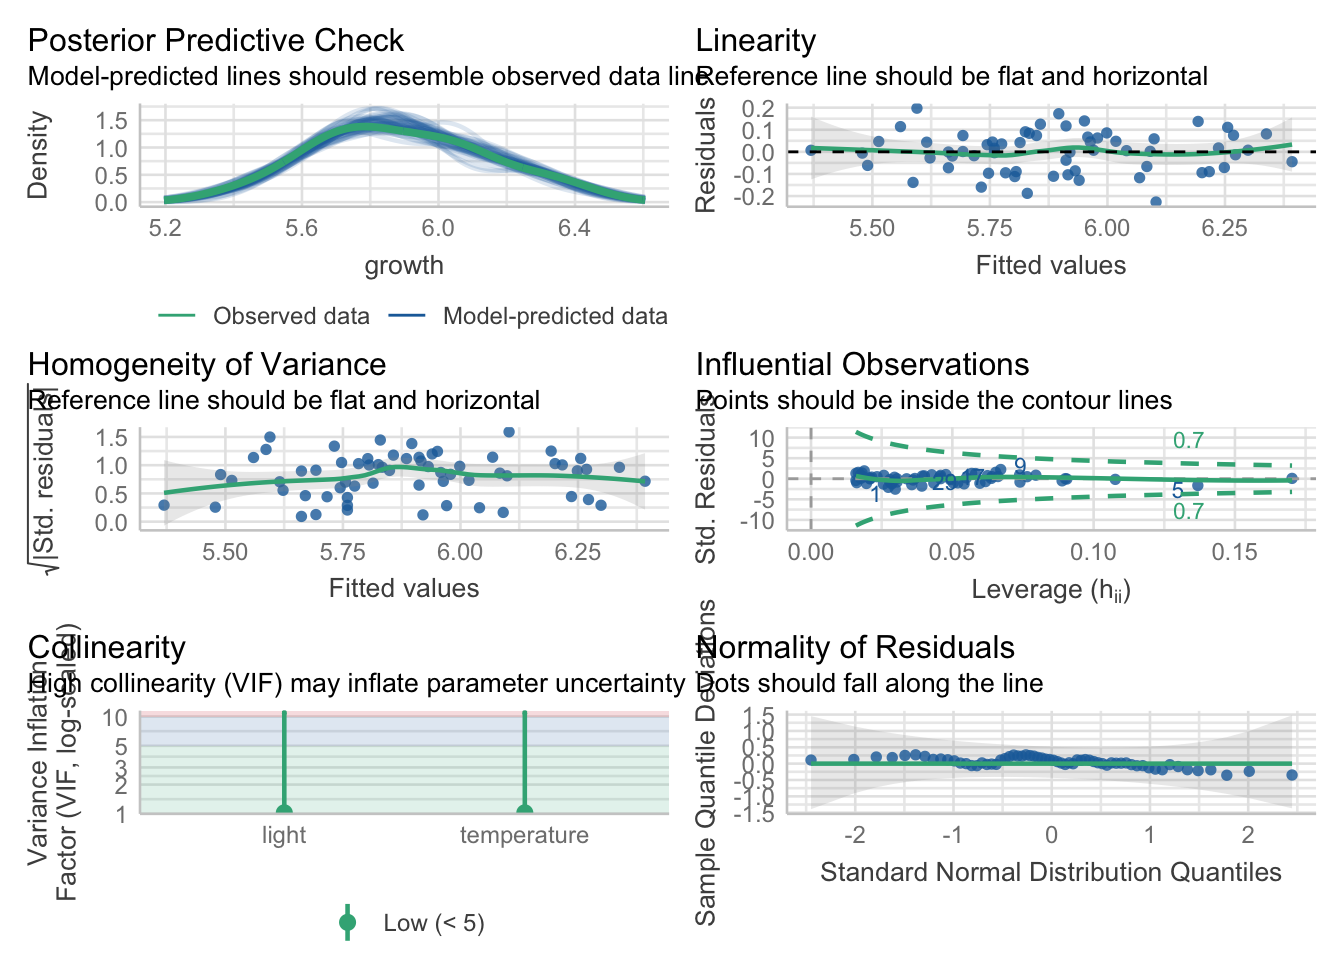 Posterior Predictive Check
Model-predicted lines should resemble observed data line
Density
1.5
1.0
0.5
0.0
5.2 5.6 6.0 6.4
growth
Observed data Model-predicted data
Linearity
Reference line should be flat and horizontal
Residuals
0.2
0.1
0.0
-0.1
-0.2
5.50 5.75 6.00 6.25
Fitted values
Homogeneity of Variance
Reference line should be flat and horizontal
√|Std. residuals|
1.5
1.0
0.5
0.0
5.50 5.75 6.00 6.25
Fitted values
Influential Observations
Points should be inside the contour lines
Std. Residuals
10
5
0
-5
-10
0.7
9
1
5
0.7
0.00 0.05 0.10 0.15
Leverage (hii)
Collinearity
High collinearity (VIF) may inflate parameter uncertainty
Variance Inflation
Factor (VIF, log-scaled)
10
5
3
2
1
light temperature
Low (< 5)
Normality of Residuals
Dots should fall along the line
Sample Quantile Deviations
1.5
1.0
0.5
0.0
-0.5
-1.0
-1.5
-2 -1 0 1 2
Standard Normal Distribution Quantiles